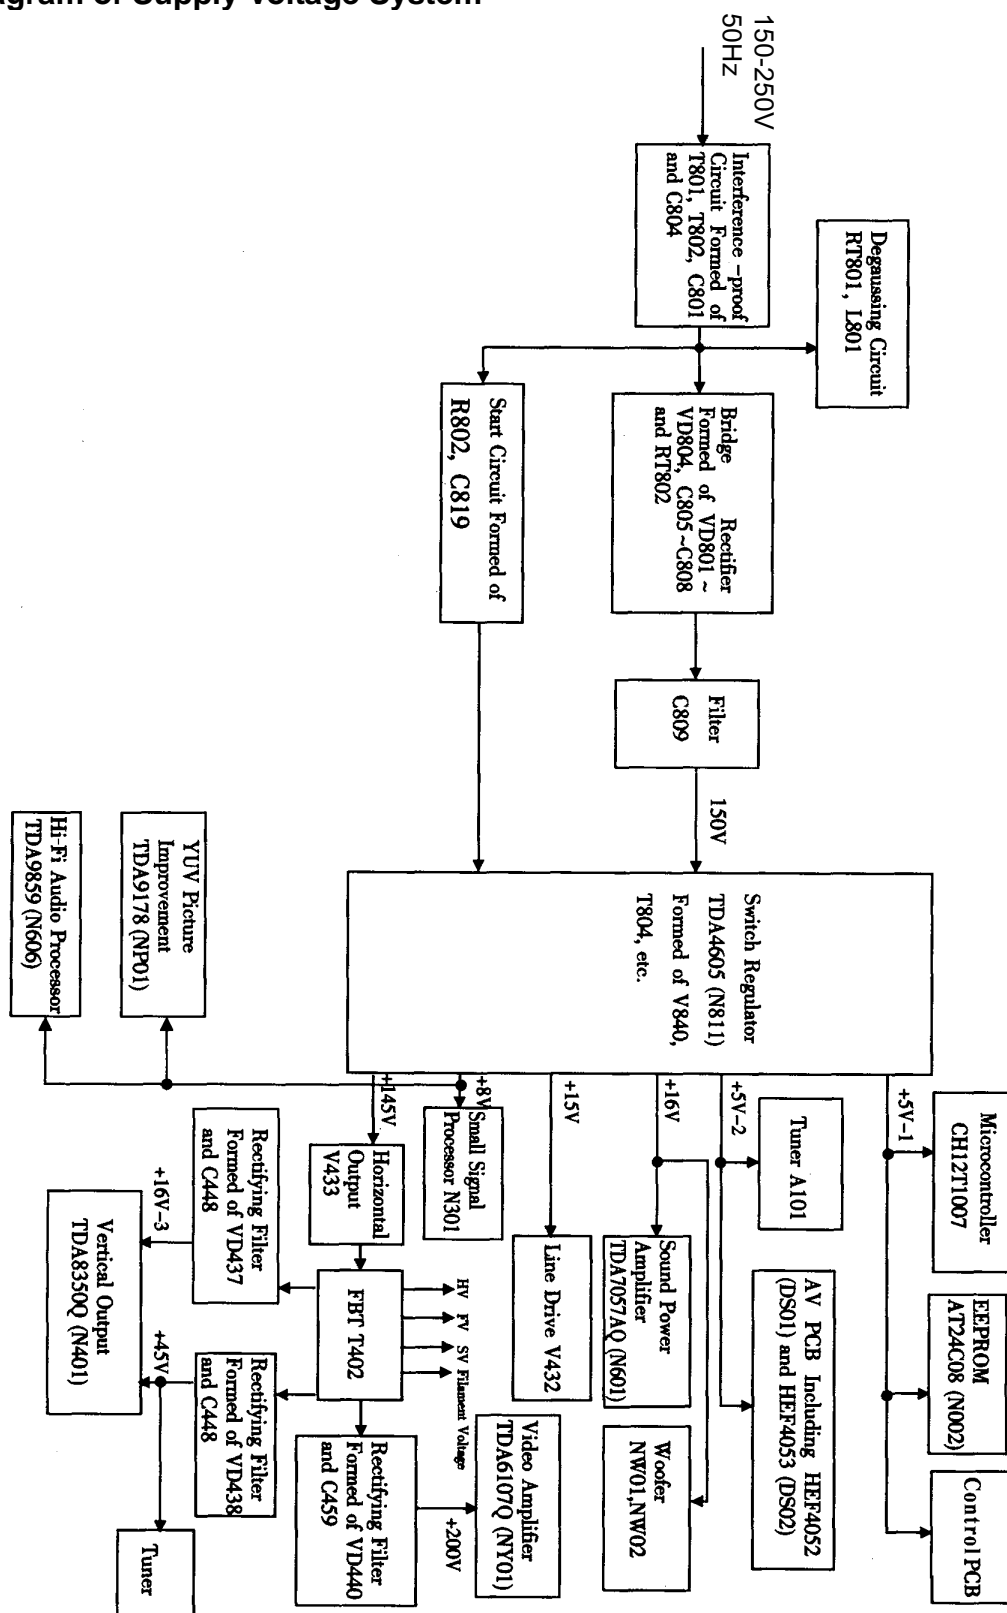 150-250V
50Hz
Interference -proof
Circuit Formed of
T801, T802, C801
and C804
Degaussing Circuit
RT801, L801
Bridge Rectifier
Formed of VD801 ~
VD804, C805~C808
and RT802
Start Circuit Formed of
R802, C819
Filter
C809
150V
Switch Regulator
TDA4605 (N811)
Formed of V840,
T804, etc.
YUV Picture
Improvement
TDA9178 (NP01)
Hi-Fi Audio Processor
TDA9859 (N606)
+5V-1
+5V-2
+16V
+15V
+8V
+145V
Microcontroller
CH12T1007
EEPROM
AT24C08 (N002)
Control PCB
Tuner A101
AV PCB Including HEF4052
(DS01) and HEF4053 (DS02)
Sound Power
Amplifier
TDA7057AQ (N601)
Woofer
NW01,NW02
Line Drive V432
Small Signal
Processor N301
Horizontal
Output
V433
FBT T402
HV
FV
SV
Filament Voltage
Rectifying Filter
Formed of VD440
and C459
+200V
Video Amplifier
TDA6107Q (NY01)
Rectifying Filter
Formed of VD437
and C448
+16V-3
Rectifying Filter
Formed of VD438
and C448
+45V
Vertical Output
TDA8350Q (N401)
Tuner